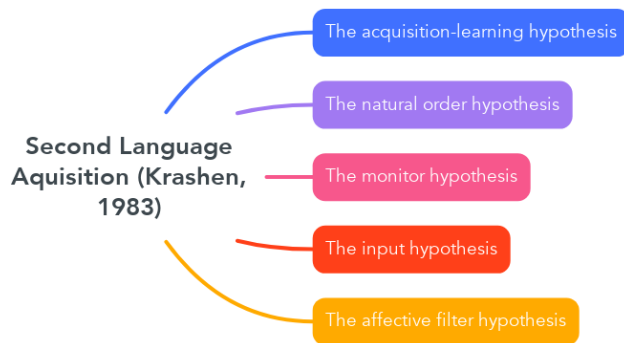 Second Language
Aquisition (Krashen,
1983)
The acquisition-learning hypothesis
The natural order hypothesis
The monitor hypothesis
The input hypothesis
The affective filter hypothesis